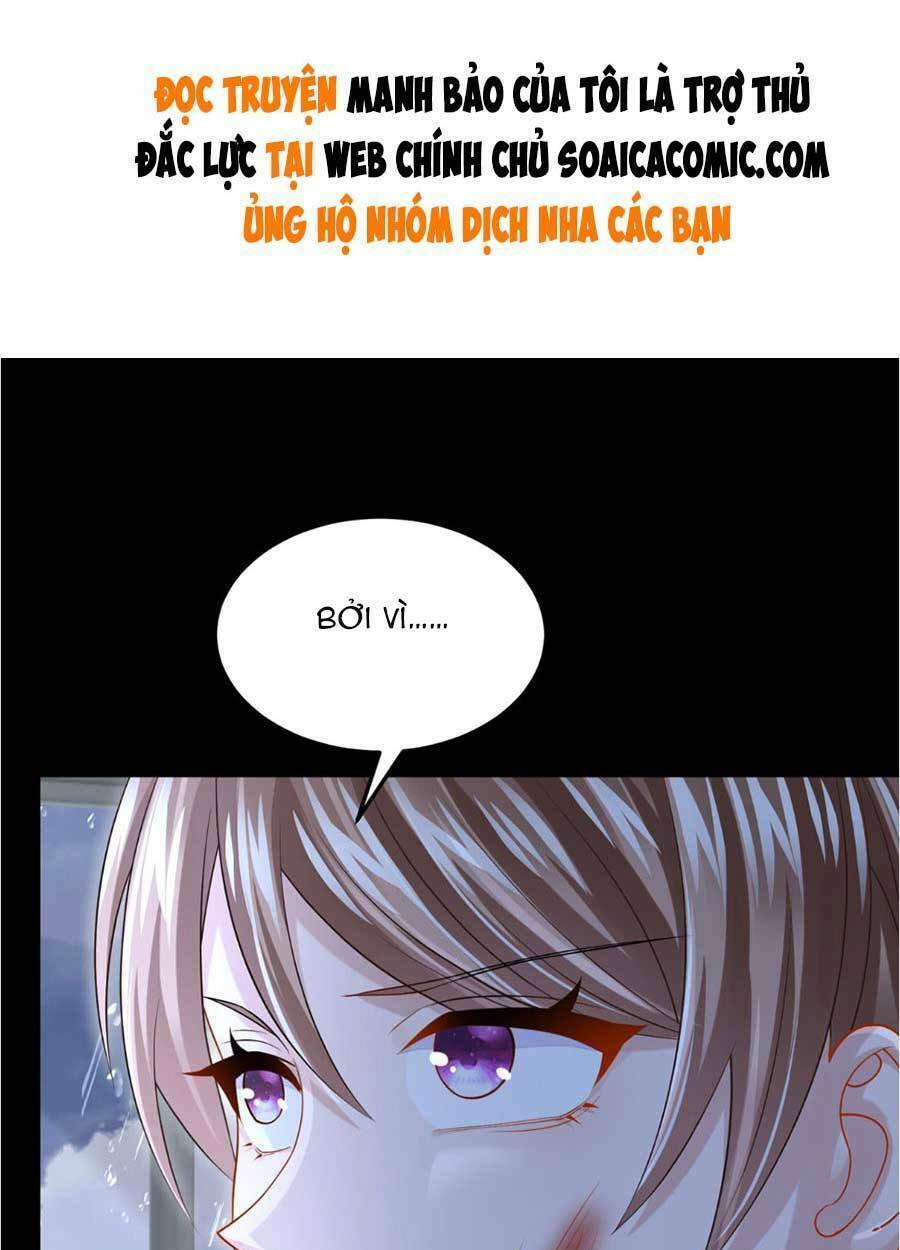 ĐỌC TRUYỆN MANH BẢO CỦA TÔI LÀ TRỢ THỦ
ĐẮC LỰC TẠI WEB CHÍNH CHỦ SOAICACOMIC.COM
ỦNG HỘ NHÓM DỊCH NHA CÁC BẠN
BỞI VÌ......